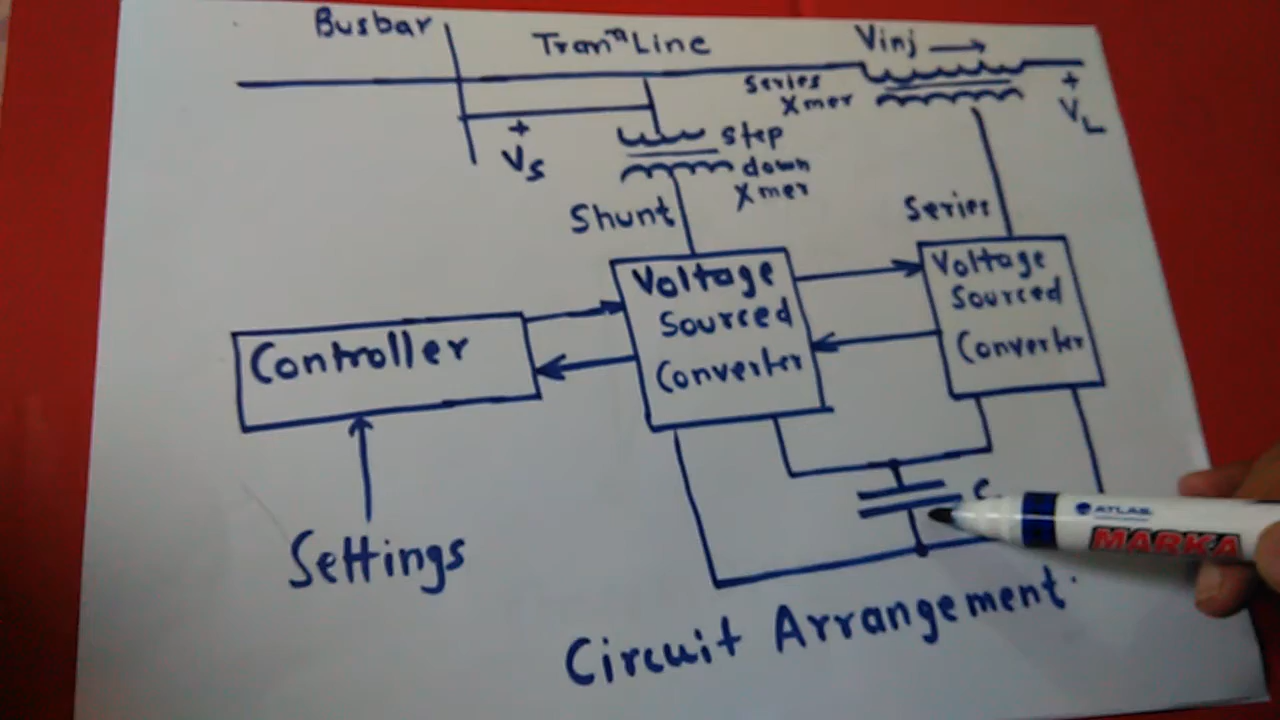 Busbar
Tranⁿ Line
Vinj
Series
Xmer
+
VL
+
Vs
step
down
Xmer
Shunt
Series
Voltage
Sourced
Converter
Voltage
Sourced
Converter
Controller
C
Settings
ATLAS
MARKA
Circuit Arrangement